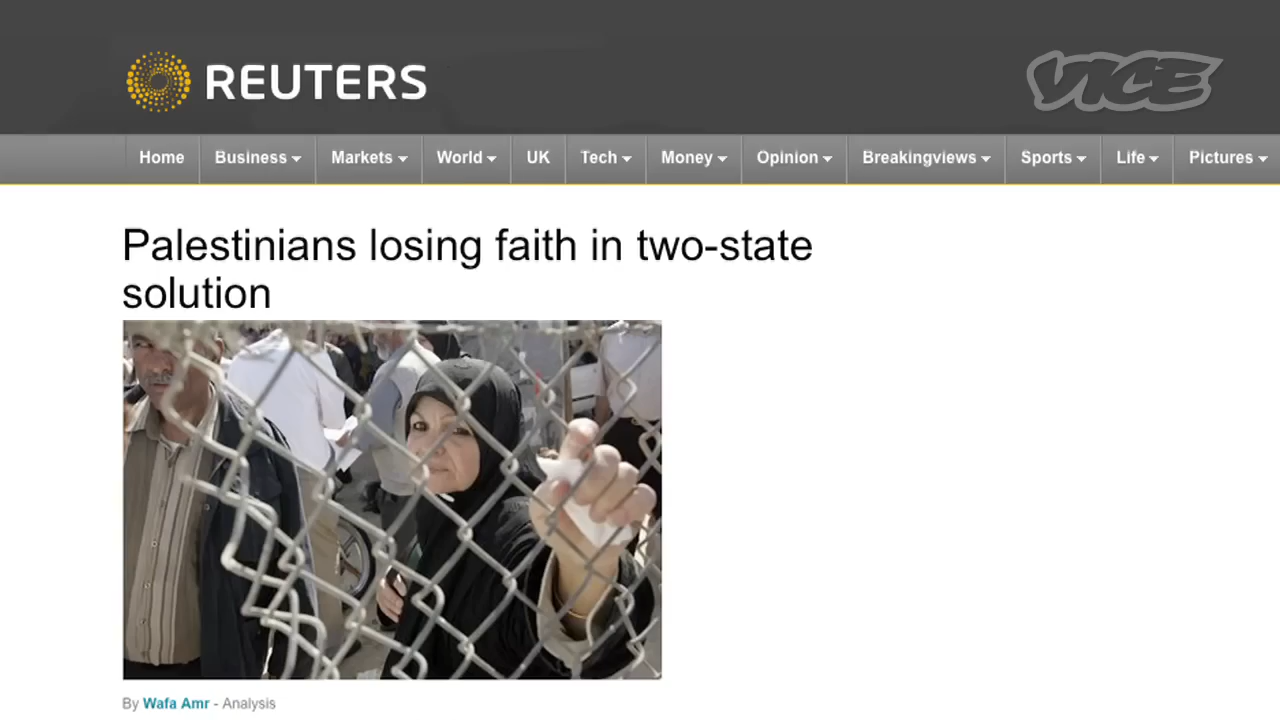 REUTERS
VICE
Home Business Markets World UK Tech Money Opinion Breakingviews Sports Life Pictures
Palestinians losing faith in two-state
solution
By Wafa Amr - Analysis